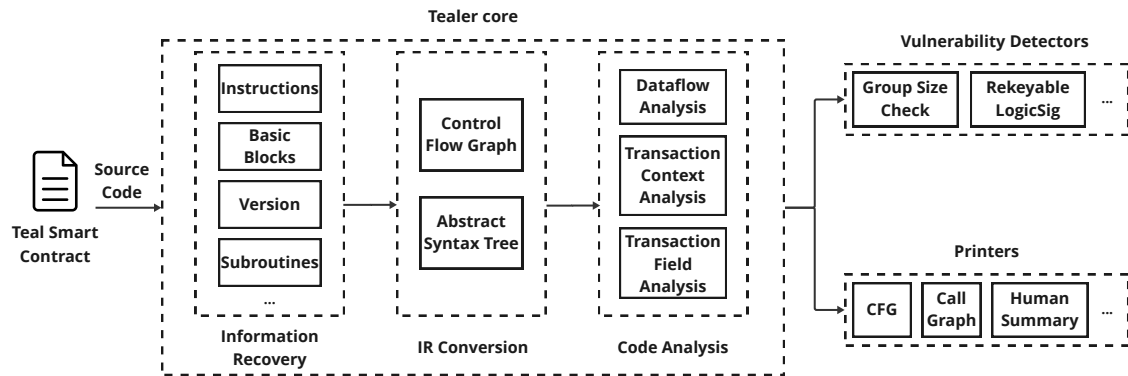 Tealer core
Source
Code
Teal Smart
Contract
Instructions
Basic
Blocks
Version
Subroutines
...
Information
Recovery
Control
Flow Graph
Abstract
Syntax Tree
IR Conversion
Dataflow
Analysis
Transaction
Context
Analysis
Transaction
Field
Analysis
Code Analysis
Vulnerability Detectors
Group Size
Check
Rekeyable
LogicSig
...
Printers
CFG
Call
Graph
Human
Summary
...